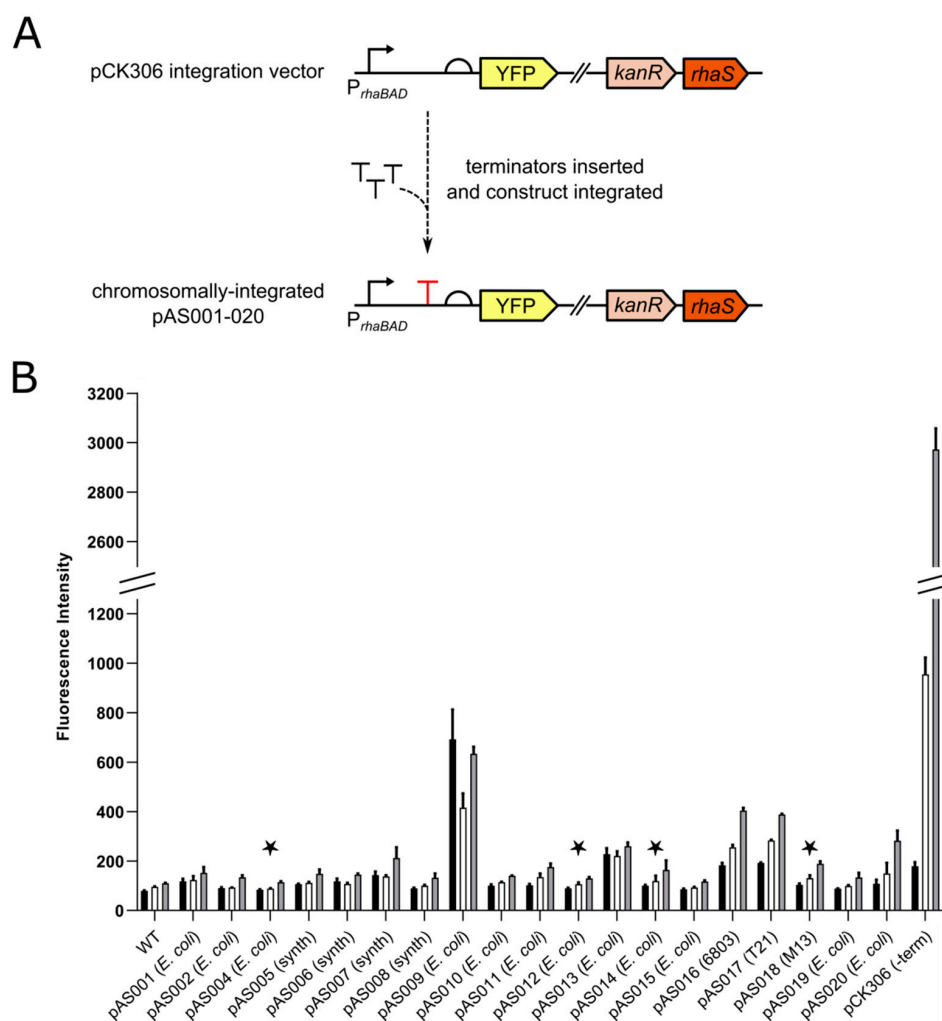 A
pCK306 integration vector
PrhaBAD
YFP
kanR
rhaS
terminators inserted
and construct integrated
chromosomally-integrated
pAS001-020
PrhaBAD
YFP
kanR
rhaS
B
Fluorescence Intensity
3200
3000
2800
2600
1200
1000
800
600
400
200
0
WT
pAS001 (E. coli)
pAS002 (E. coli)
pAS004 (E. coli)
pAS005 (synth)
pAS006 (synth)
pAS007 (synth)
pAS008 (synth)
pAS009 (E. coli)
pAS010 (E. coli)
pAS011 (E. coli)
pAS012 (E. coli)
pAS013 (E. coli)
pAS014 (E. coli)
pAS015 (E. coli)
pAS016 (6803)
pAS017 (T21)
pAS018 (M13)
pAS019 (E. coli)
pAS020 (E. coli)
pCK306 (-term)